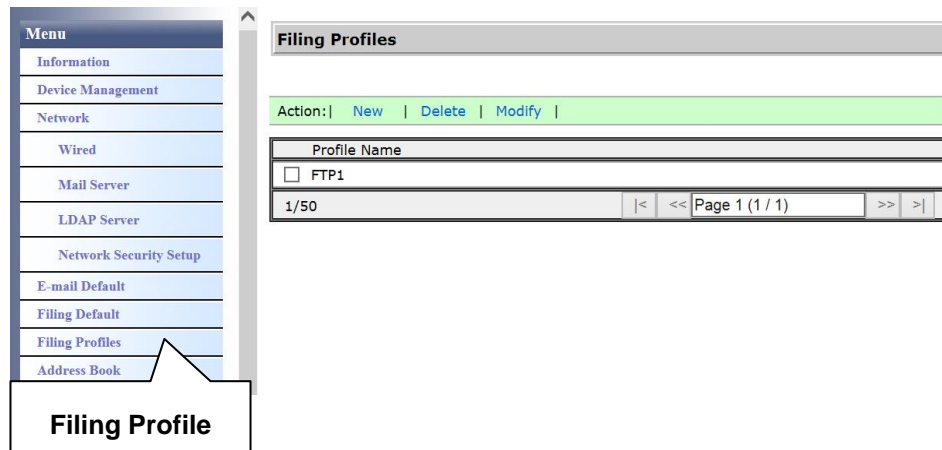 Menu
Information
Device Management
Network
Wired
Mail Server
LDAP Server
Network Security Setup
E-mail Default
Filing Default
Filing Profiles
Address Book
Filing Profile
Filing Profiles
Action:| New | Delete | Modify |
Profile Name
FTP1
1/50 |< << Page 1 (1 / 1) >> >|